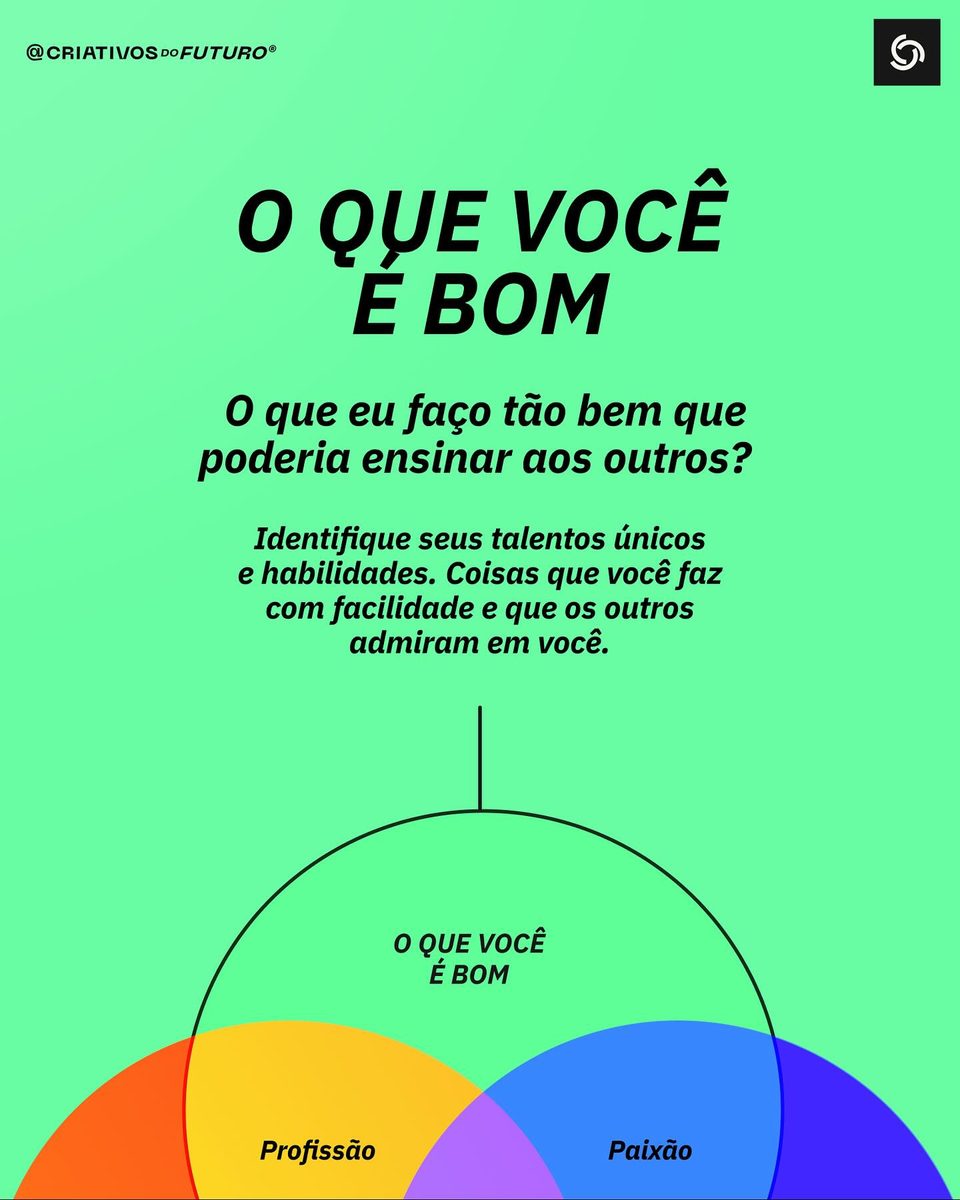 @CRIATIVOS DO FUTURO®
O QUE VOCÊ
É BOM
O que eu faço tão bem que
poderia ensinar aos outros?
Identifique seus talentos únicos
e habilidades. Coisas que você faz
com facilidade e que os outros
admiram em você.
O QUE VOCÊ
É BOM
Profissão
Paixão